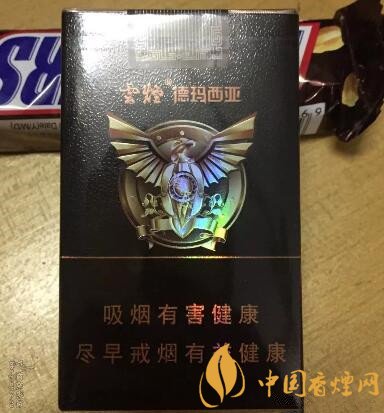 云烟 德玛西亚
吸烟有害健康
尽早戒烟有益健康
中国香烟网